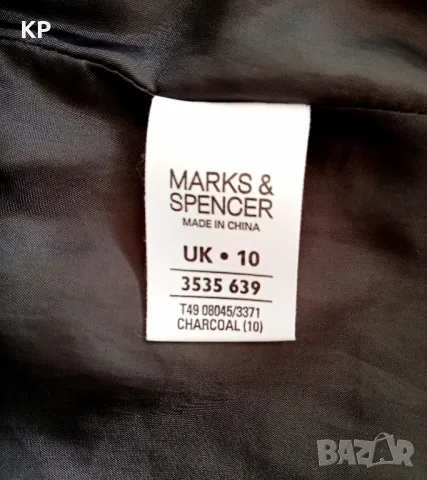 KP
MARKS &
SPENCER
MADE IN CHINA
UK • 10
3535 639
T49 08045/3371
CHARCOAL (10)
BAZAR